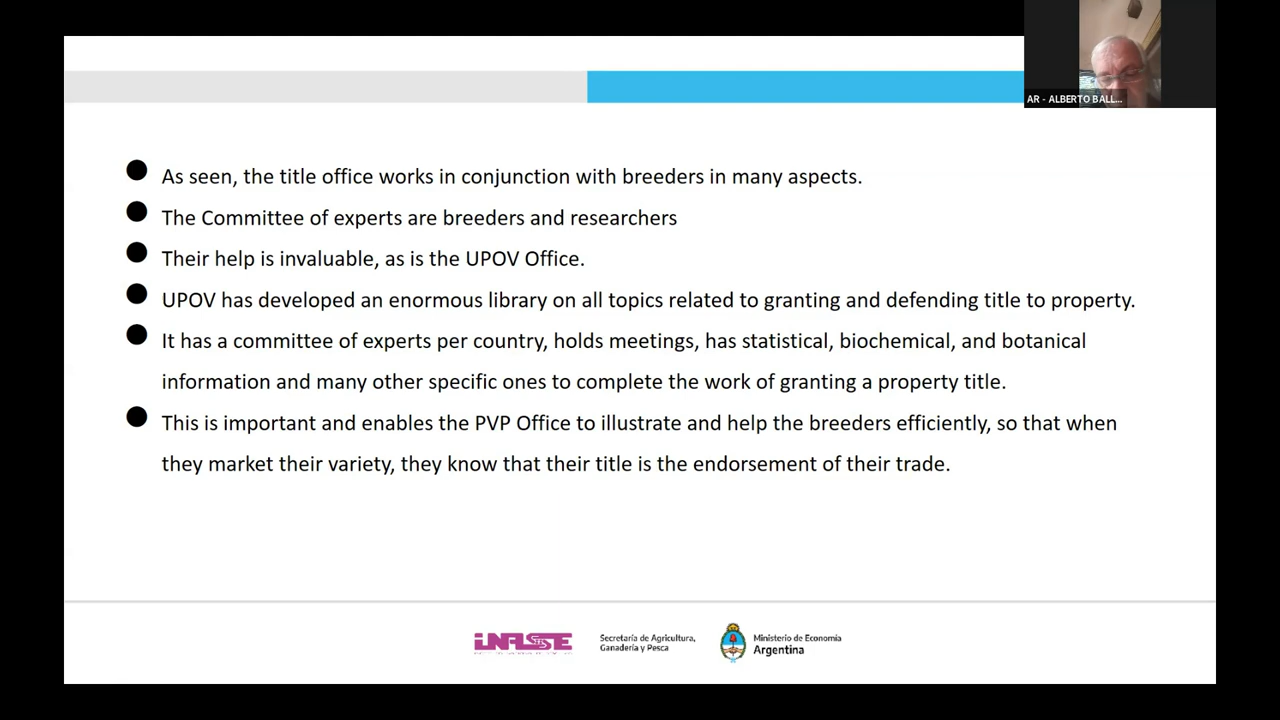 AR - ALBERTO BALL...
As seen, the title office works in conjunction with breeders in many aspects.
The Committee of experts are breeders and researchers
Their help is invaluable, as is the UPOV Office.
UPOV has developed an enormous library on all topics related to granting and defending title to property.
It has a committee of experts per country, holds meetings, has statistical, biochemical, and botanical
information and many other specific ones to complete the work of granting a property title.
This is important and enables the PVP Office to illustrate and help the breeders efficiently, so that when
they market their variety, they know that their title is the endorsement of their trade.
INASE
Secretaría de Agricultura,
Ganadería y Pesca
Ministerio de Economía
Argentina